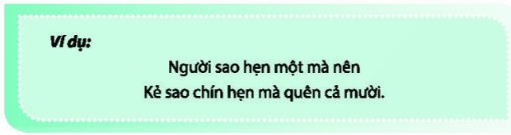 Ví dụ:
Người sao hẹn một mà nên
Kẻ sao chín hẹn mà quên cả mười.